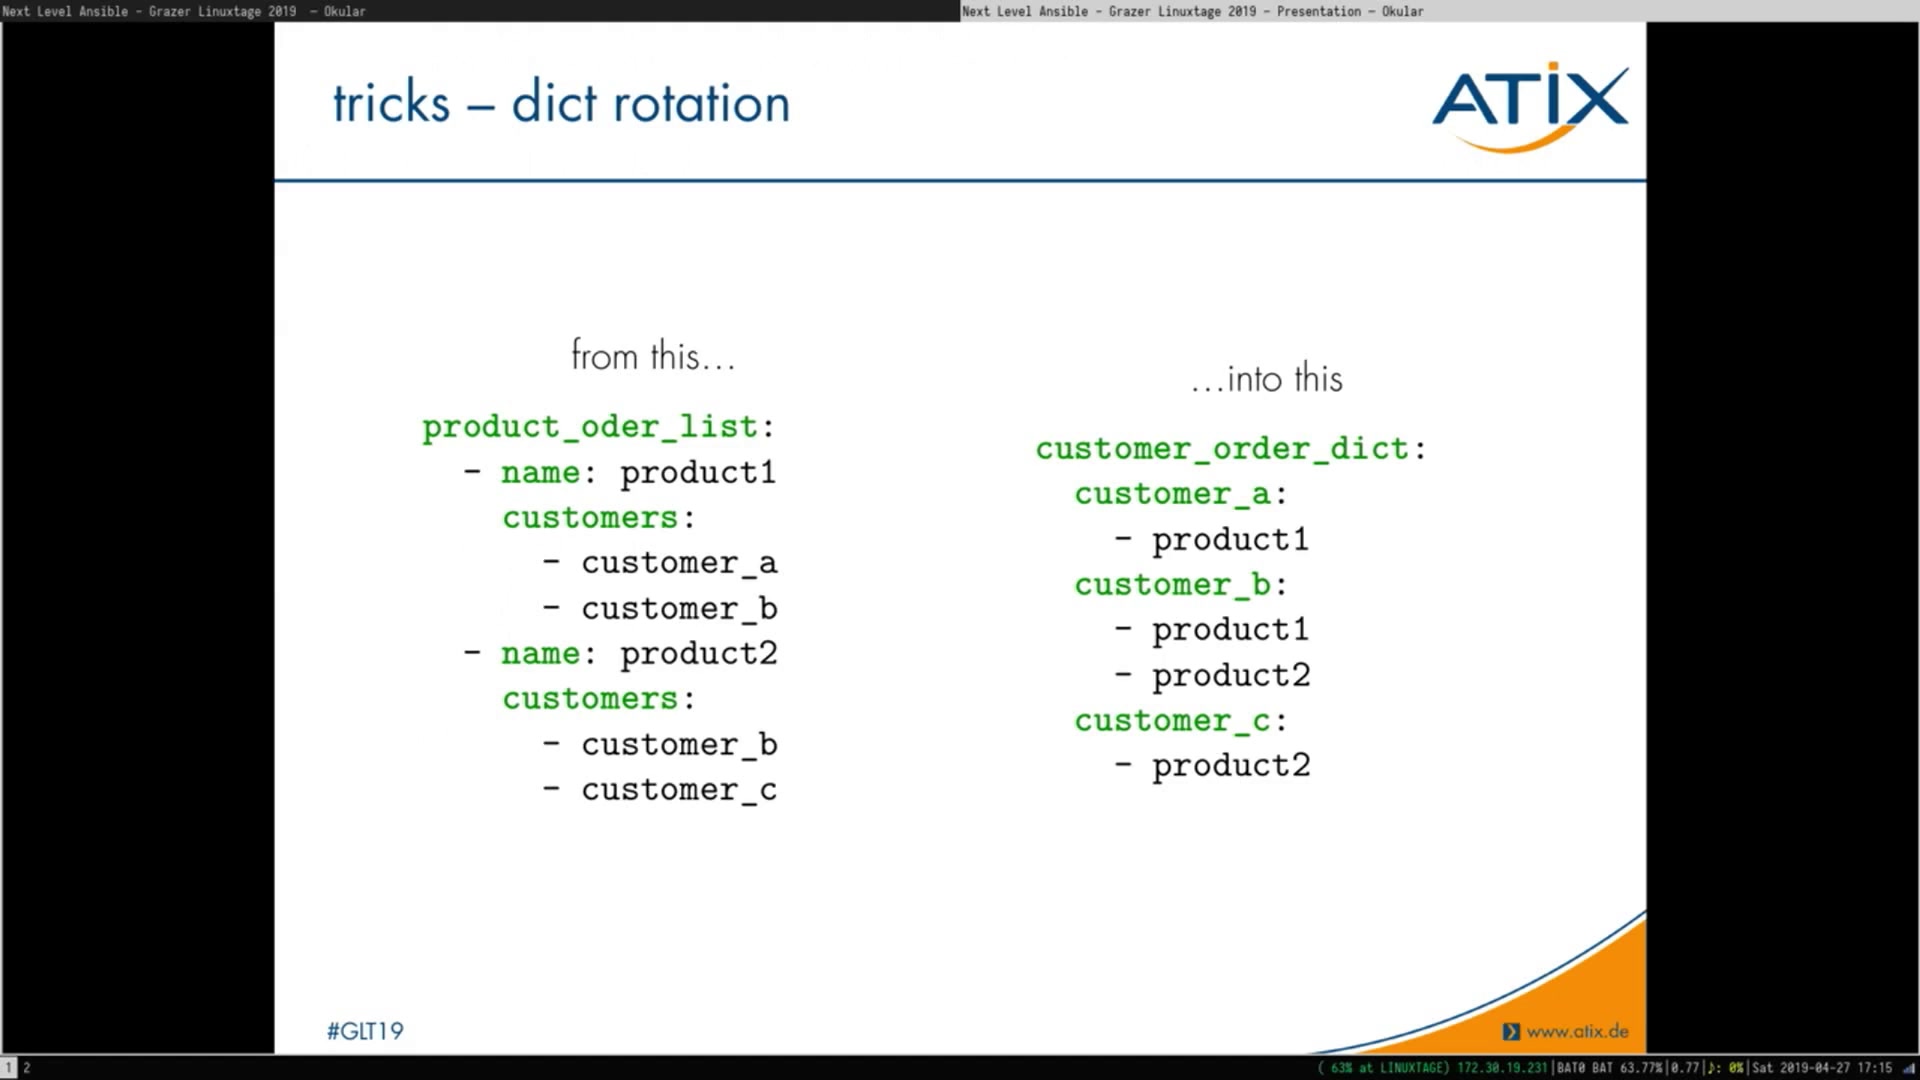 Next Level Ansible - Grazer Linuxtage 2019 - Okular
Next Level Ansible - Grazer Linuxtage 2019 - Presentation - Okular
tricks – dict rotation
ATIX
from this...
product_oder_list:
- name: product1
customers:
- customer_a
- customer_b
- name: product2
customers:
- customer_b
- customer_c
...into this
customer_order_dict:
customer_a:
- product1
customer_b:
- product1
- product2
customer_c:
- product2
#GLT19
www.atix.de
1 2
( 63% at LINUXTAGE) 172.30.19.231|BAT0 BAT 63.77%|0.77|♪: 0%|Sat 2019-04-27 17:15